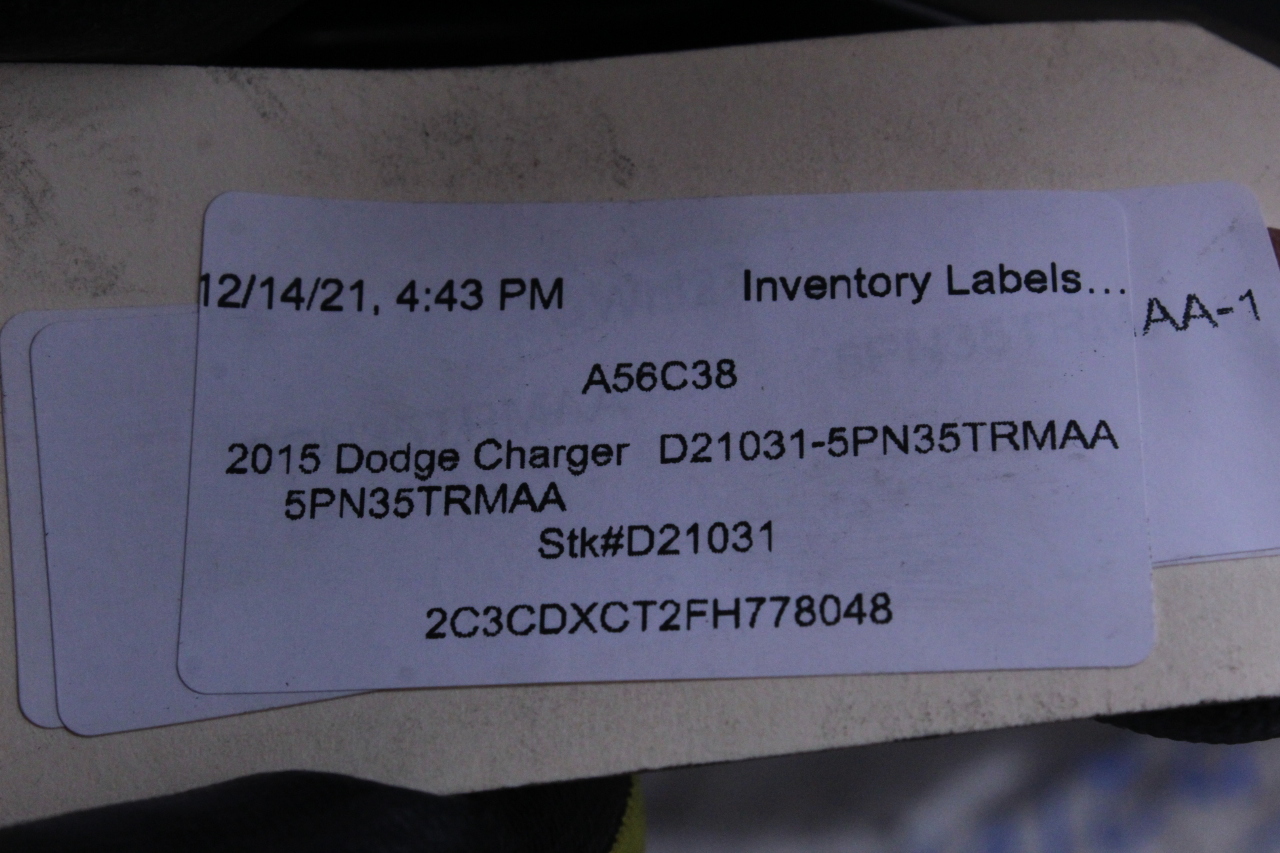 12/14/21, 4:43 PM Inventory Labels...
AA-1
A56C38
2015 Dodge Charger D21031-5PN35TRMAA
5PN35TRMAA
Stk#D21031
2C3CDXCT2FH778048